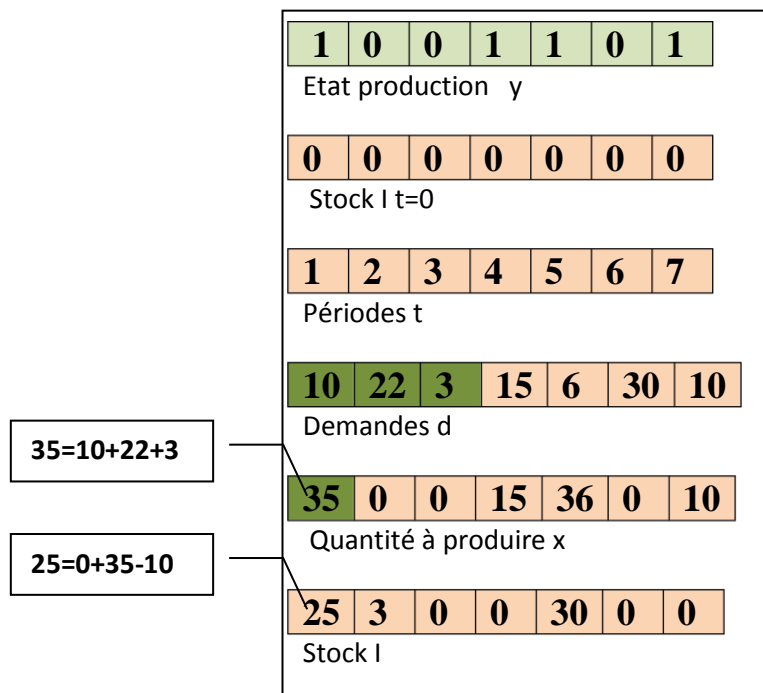 1 0 0 1 1 0 1
Etat production y
0 0 0 0 0 0 0
Stock I t=0
1 2 3 4 5 6 7
Périodes t
10 22 3 15 6 30 10
Demandes d
35=10+22+3
35 0 0 15 36 0 10
Quantité à produire x
25=0+35-10
25 3 0 0 30 0 0
Stock I